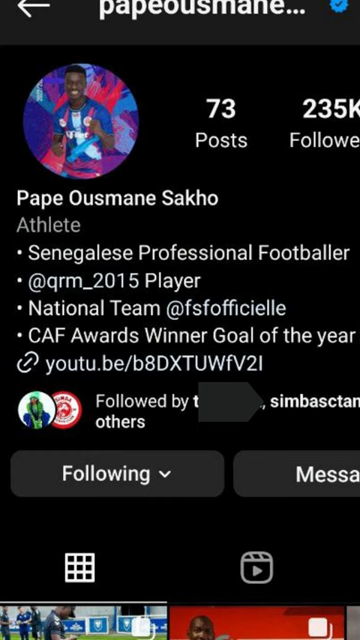 papeousmane...
73
235K
Posts
Followe
Pape Ousmane Sakho
Athlete
• Senegalese Professional Footballer
• @qrm_2015 Player
• National Team @fsfofficielle
• CAF Awards Winner Goal of the year
youtu.be/b8DXTUWfV2I
Followed by t , simbasctan
others
Following
Messa